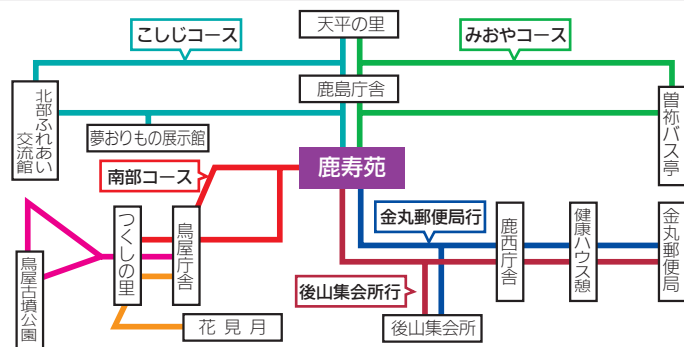 天平の里
こしじコース
みおやコース
鹿島庁舎
北部ふれあい
交流館
夢おりもの展示館
曽祢バス亭
鹿寿苑
南部コース
金丸郵便局行
つくしの里
鳥屋庁舎
鹿西庁舎
健康ハウス憩
金丸郵便局
鳥屋古墳公園
後山集会所行
花見月
後山集会所